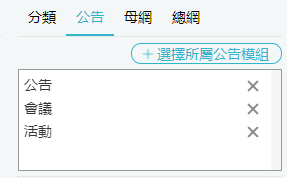 分類 公告 母網 總網
+ 選擇所屬公告模組
公告
會議
活動